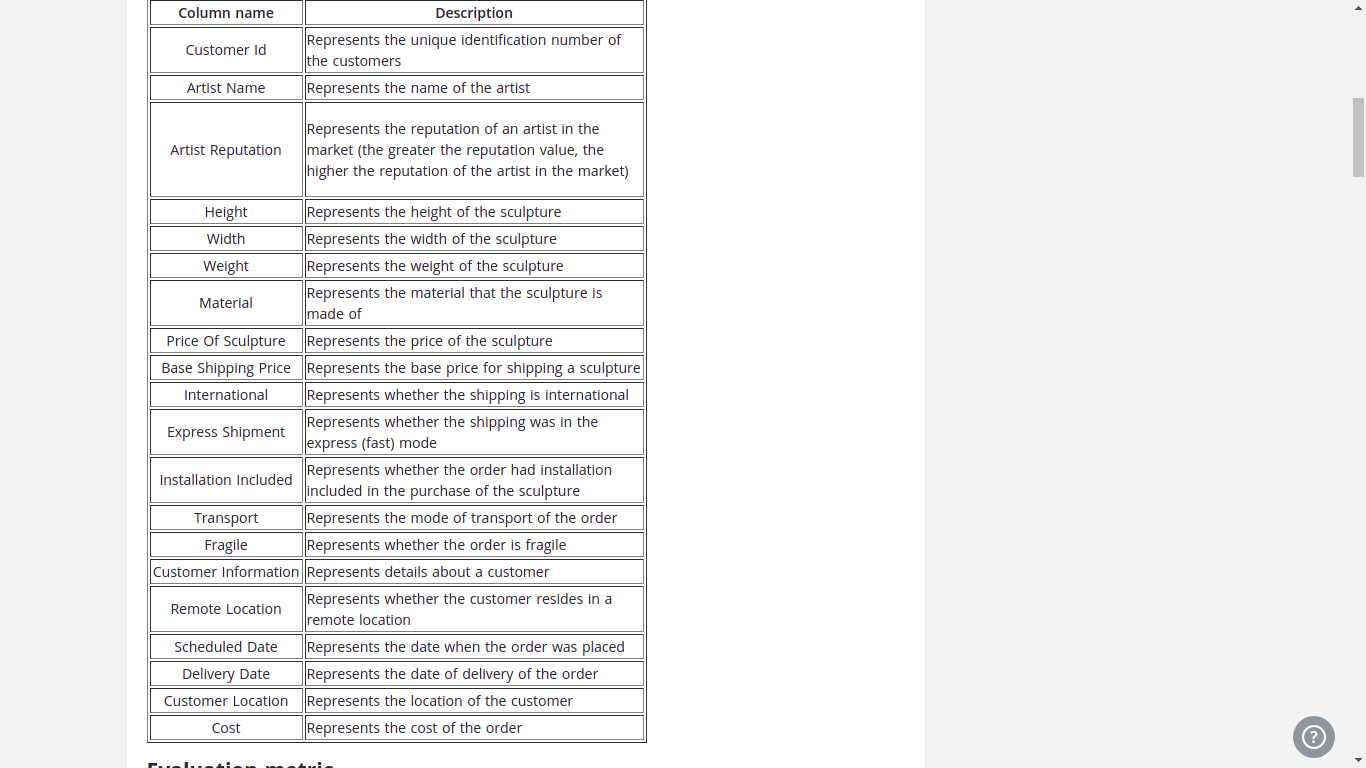 Column name Description
Customer Id Represents the unique identification number of
the customers
Artist Name Represents the name of the artist
Artist Reputation Represents the reputation of an artist in the
market (the greater the reputation value, the
higher the reputation of the artist in the market)
Height Represents the height of the sculpture
Width Represents the width of the sculpture
Weight Represents the weight of the sculpture
Material Represents the material that the sculpture is
made of
Price Of Sculpture Represents the price of the sculpture
Base Shipping Price Represents the base price for shipping a sculpture
International Represents whether the shipping is international
Express Shipment Represents whether the shipping was in the
express (fast) mode
Installation Included Represents whether the order had installation
included in the purchase of the sculpture
Transport Represents the mode of transport of the order
Fragile Represents whether the order is fragile
Customer Information Represents details about a customer
Remote Location Represents whether the customer resides in a
remote location
Scheduled Date Represents the date when the order was placed
Delivery Date Represents the date of delivery of the order
Customer Location Represents the location of the customer
Cost Represents the cost of the order
Evaluation metric
?